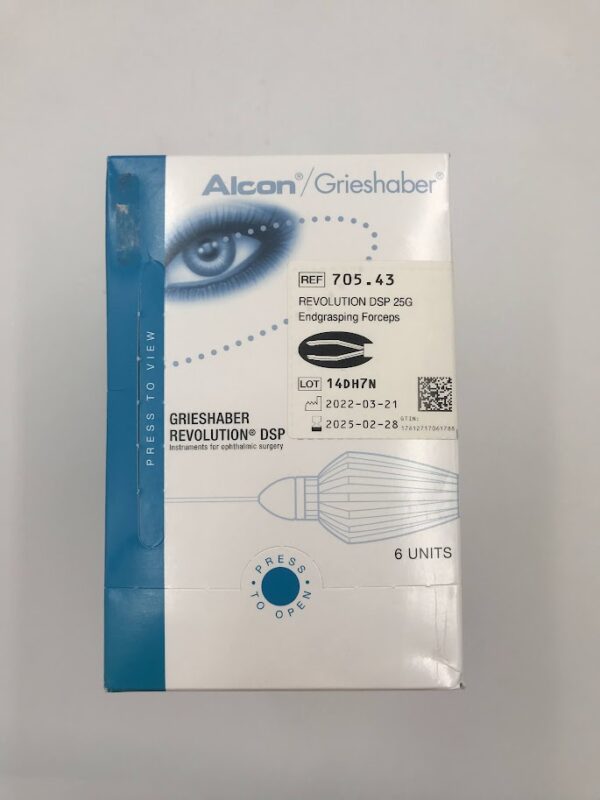 Alcon®/Grieshaber®
REF 705.43
REVOLUTION DSP 25G
Endgrasping Forceps
LOT 14DH7N
2022-03-21
2025-02-28
GTIN:
PRESS TO VIEW
GRIESHABER
REVOLUTION® DSP
Instruments for ophthalmic surgery
6 UNITS
PRESS
TO OPEN